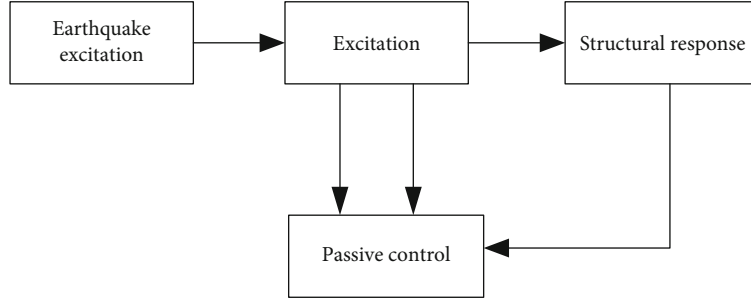 Earthquake
excitation
Excitation
Structural response
Passive control